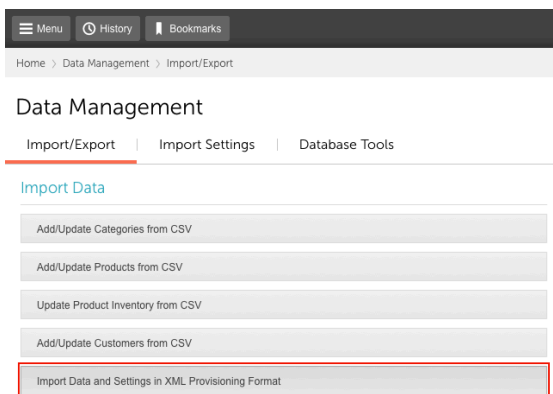 Menu History Bookmarks
Home > Data Management > Import/Export
Data Management
Import/Export Import Settings Database Tools
Import Data
Add/Update Categories from CSV
Add/Update Products from CSV
Update Product Inventory from CSV
Add/Update Customers from CSV
Import Data and Settings in XML Provisioning Format